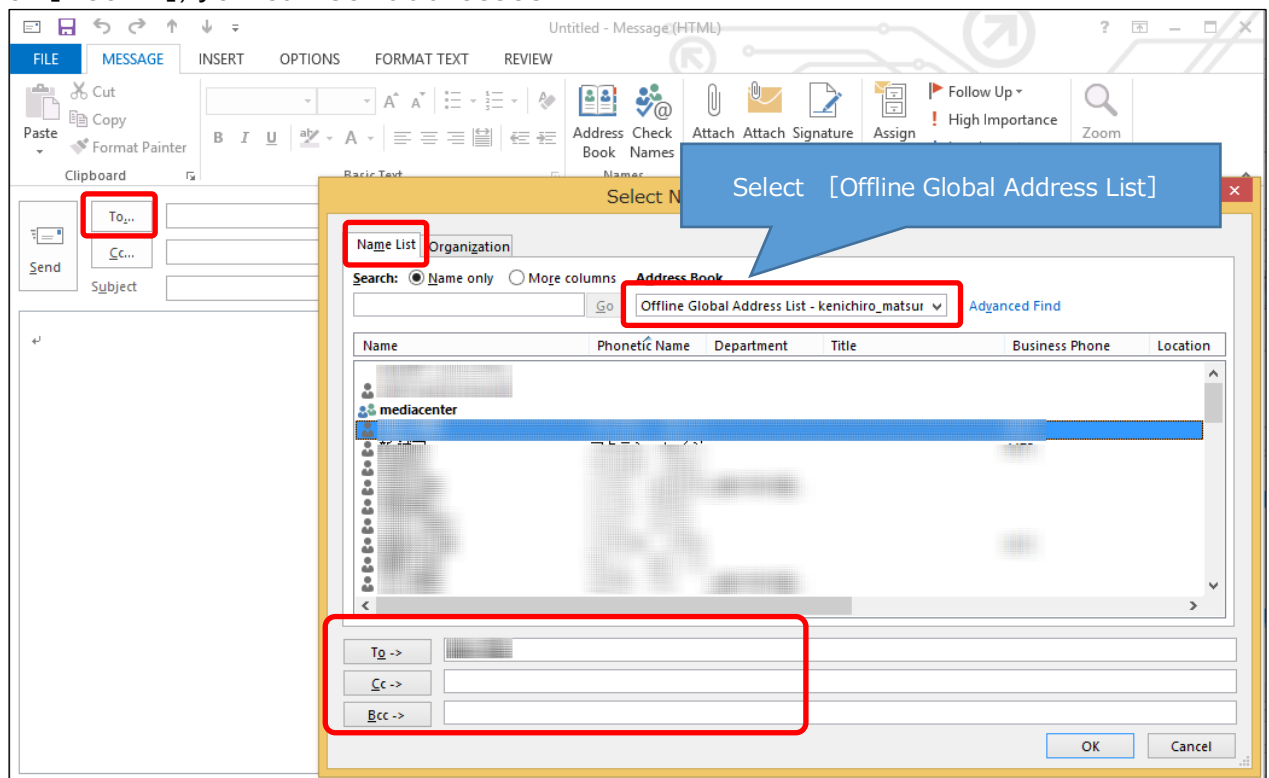 Untitled - Message (HTML)
FILE MESSAGE INSERT OPTIONS FORMAT TEXT REVIEW
Cut
Copy
Paste
Format Painter
Clipboard
B I U
Basic Text
Address Book
Check Names
Names
Attach Attach Signature Assign
Follow Up
High Importance
Zoom
Select [Offline Global Address List]
Select N
Send
To...
Cc...
Subject
Name List Organization
Search: Name only More columns Address Book
Go Offline Global Address List - kenichiro_matsur Advanced Find
Name Phonetic Name Department Title Business Phone Location
mediacenter
To ->
Cc ->
Bcc ->
OK Cancel